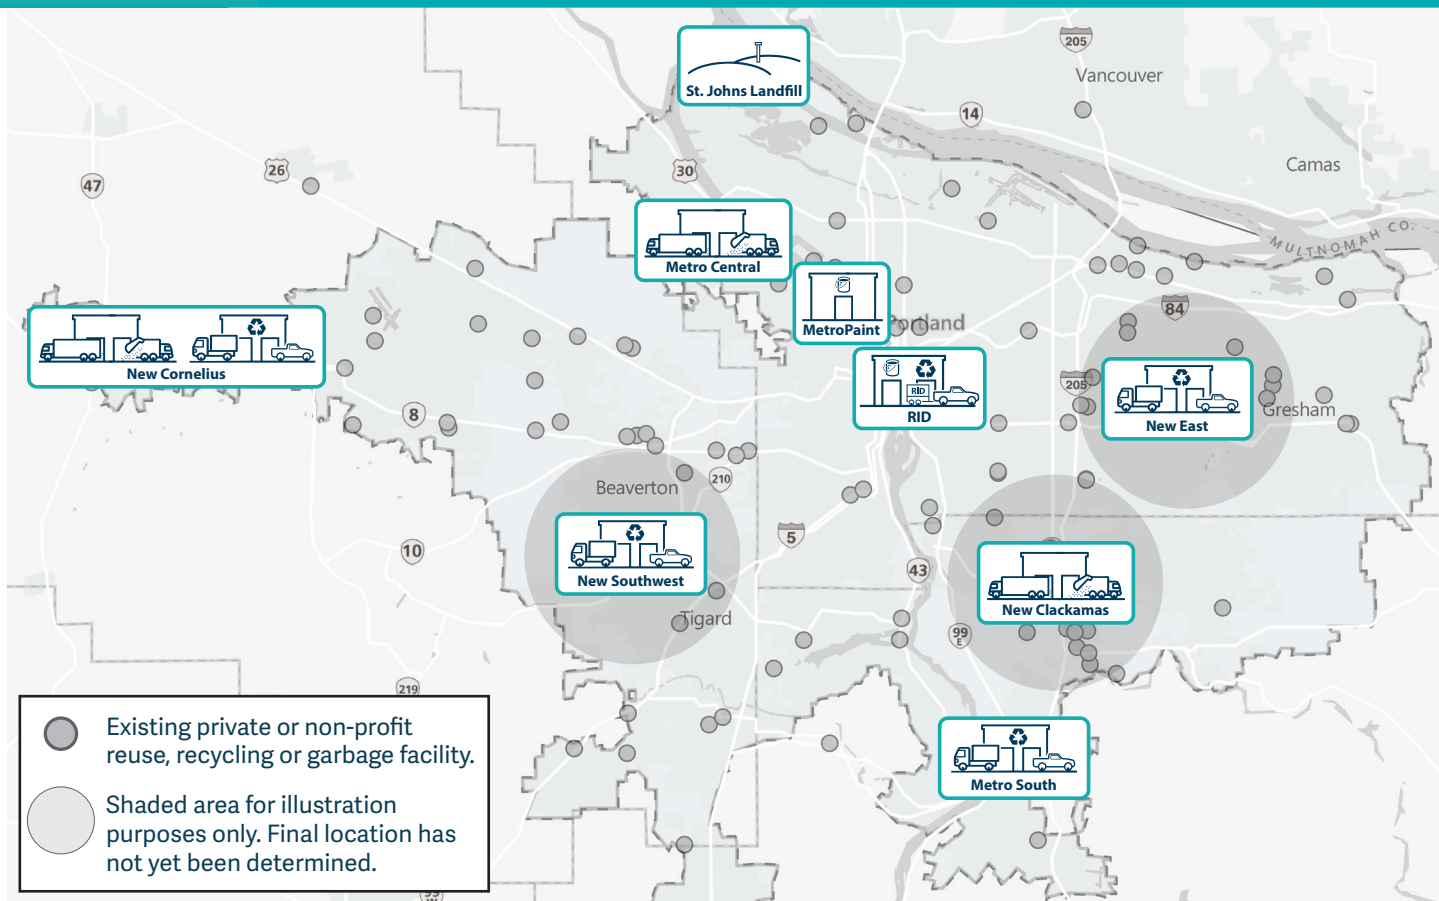 205
Vancouver
St. Johns Landfill
14
Camas
30
26
47
MULTNOMAH CO.
Metro Central
MetroPaint
Portland
84
New Cornelius
205
RID
RID
New East
Gresham
8
210
Beaverton
5
10
New Southwest
43
New Clackamas
Tigard
99
E
219
Metro South
Existing private or non-profit
reuse, recycling or garbage facility.
Shaded area for illustration
purposes only. Final location has
not yet been determined.
99
W